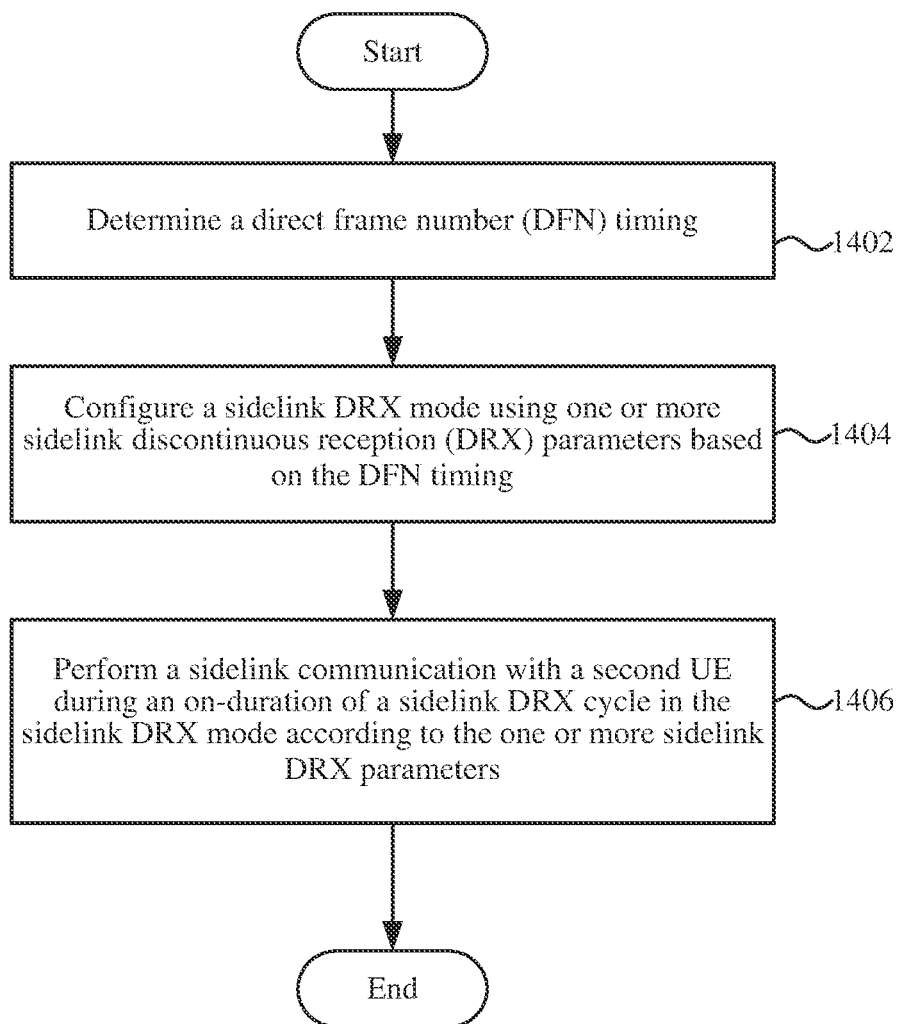 Start
Determine a direct frame number (DFN) timing
1402
Configure a sidelink DRX mode using one or more
sidelink discontinuous reception (DRX) parameters based
on the DFN timing
1404
Perform a sidelink communication with a second UE
during an on-duration of a sidelink DRX cycle in the
sidelink DRX mode according to the one or more sidelink
DRX parameters
1406
End